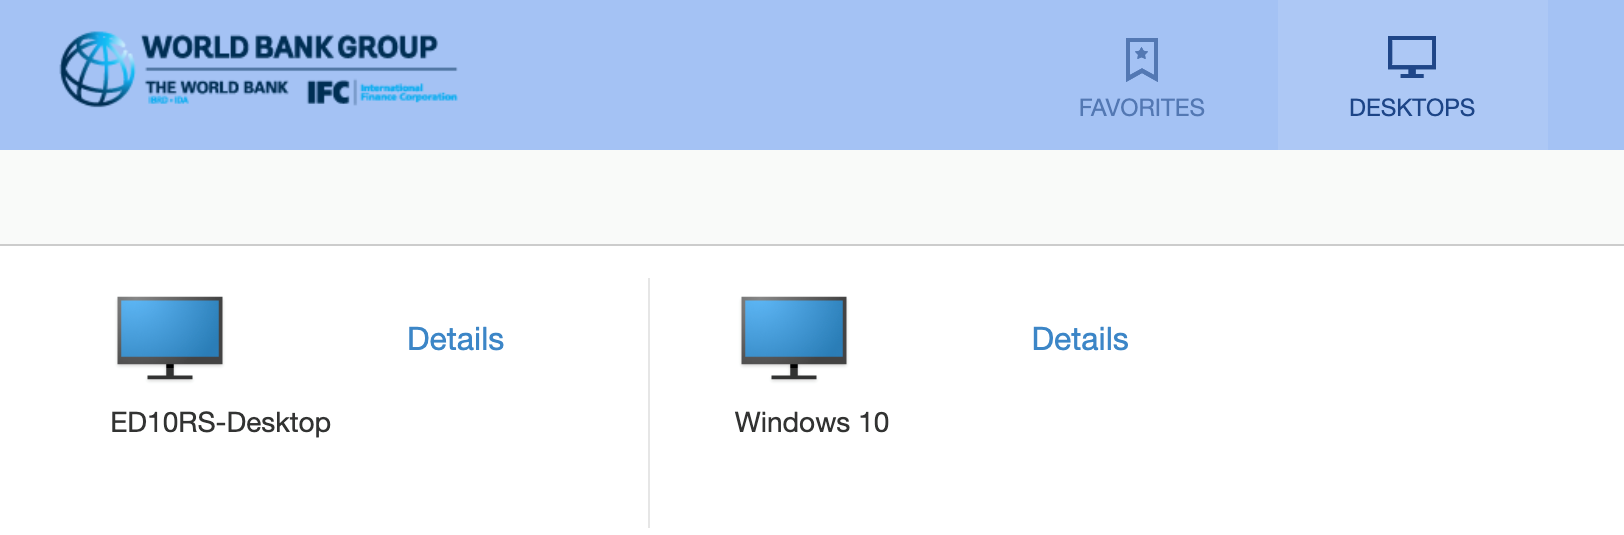 WORLD BANK GROUP
THE WORLD BANK
IBRD • IDA
IFC
International
Finance Corporation
FAVORITES
DESKTOPS
Details
ED10RS-Desktop
Details
Windows 10